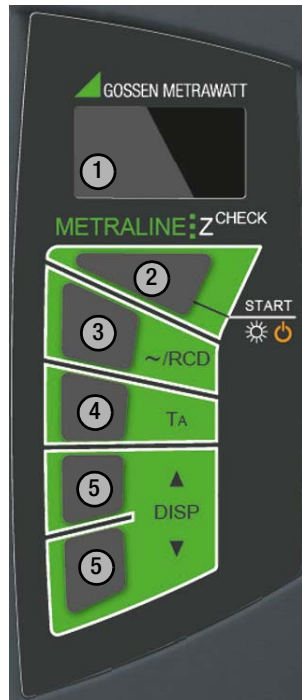 GOSSEN METRAWATT
1
METRALINE Z CHECK
2
START
3
~/RCD
4
TA
5
▲
DISP
▼
5